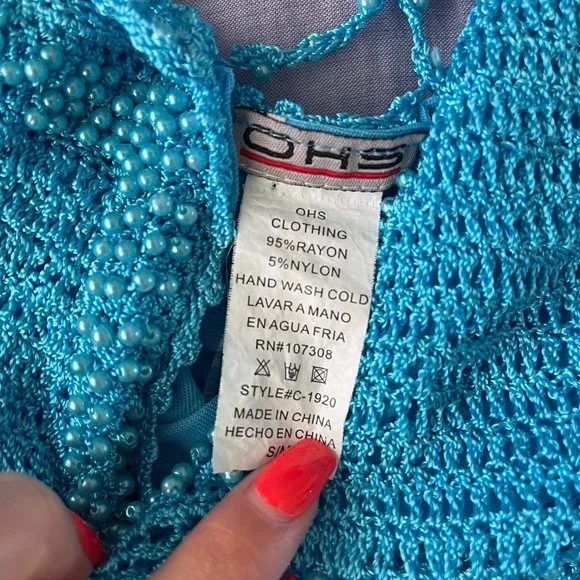 OHS
OHS
CLOTHING
95%RAYON
5%NYLON
HAND WASH COLD
LAVAR A MANO
EN AGUA FRIA
RN#107308
STYLE#C-1920
MADE IN CHINA
HECHO EN CHINA